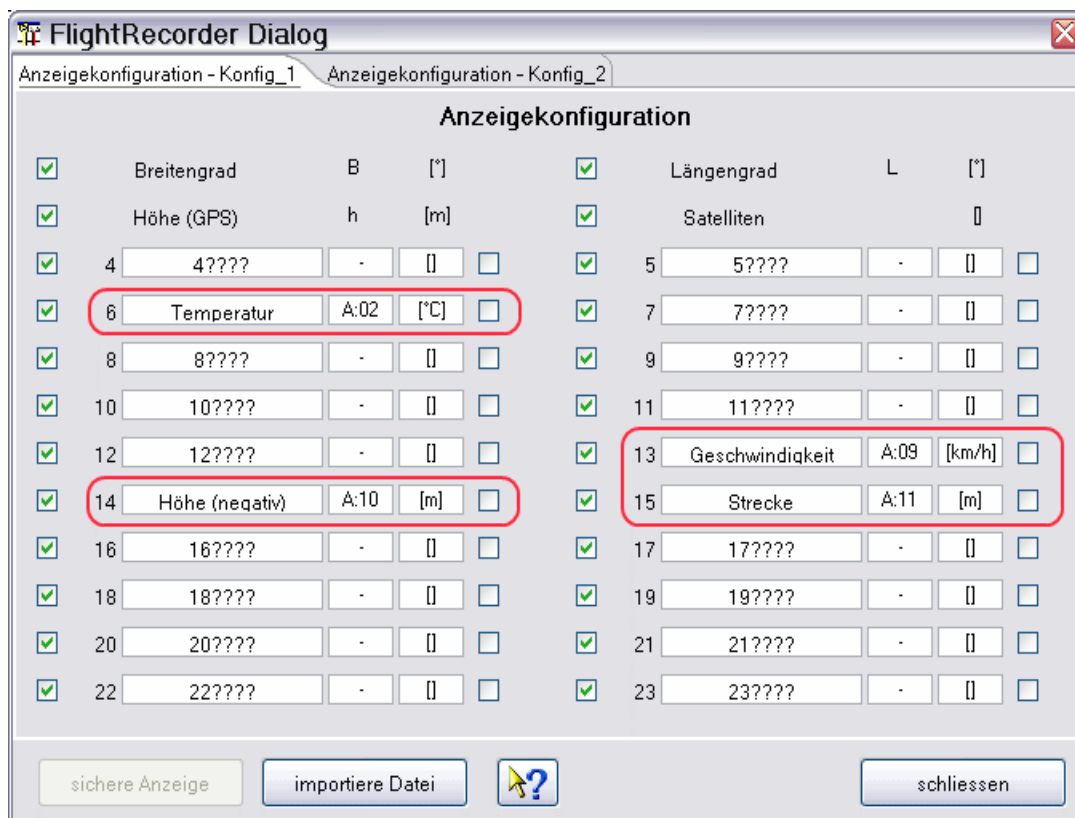 FlightRecorder Dialog
Anzeigekonfiguration - Konfig_1 Anzeigekonfiguration - Konfig_2
Anzeigekonfiguration
Breitengrad B [°] Längengrad L [°]
Höhe (GPS) h [m] Satelliten []
4 4???? - [] 5 5???? - []
6 Temperatur A:02 [°C] 7 7???? - []
8 8???? - [] 9 9???? - []
10 10???? - [] 11 11???? - []
12 12???? - [] 13 Geschwindigkeit A:09 [km/h]
14 Höhe (negativ) A:10 [m] 15 Strecke A:11 [m]
16 16???? - [] 17 17???? - []
18 18???? - [] 19 19???? - []
20 20???? - [] 21 21???? - []
22 22???? - [] 23 23???? - []
sichere Anzeige importiere Datei ? schliessen